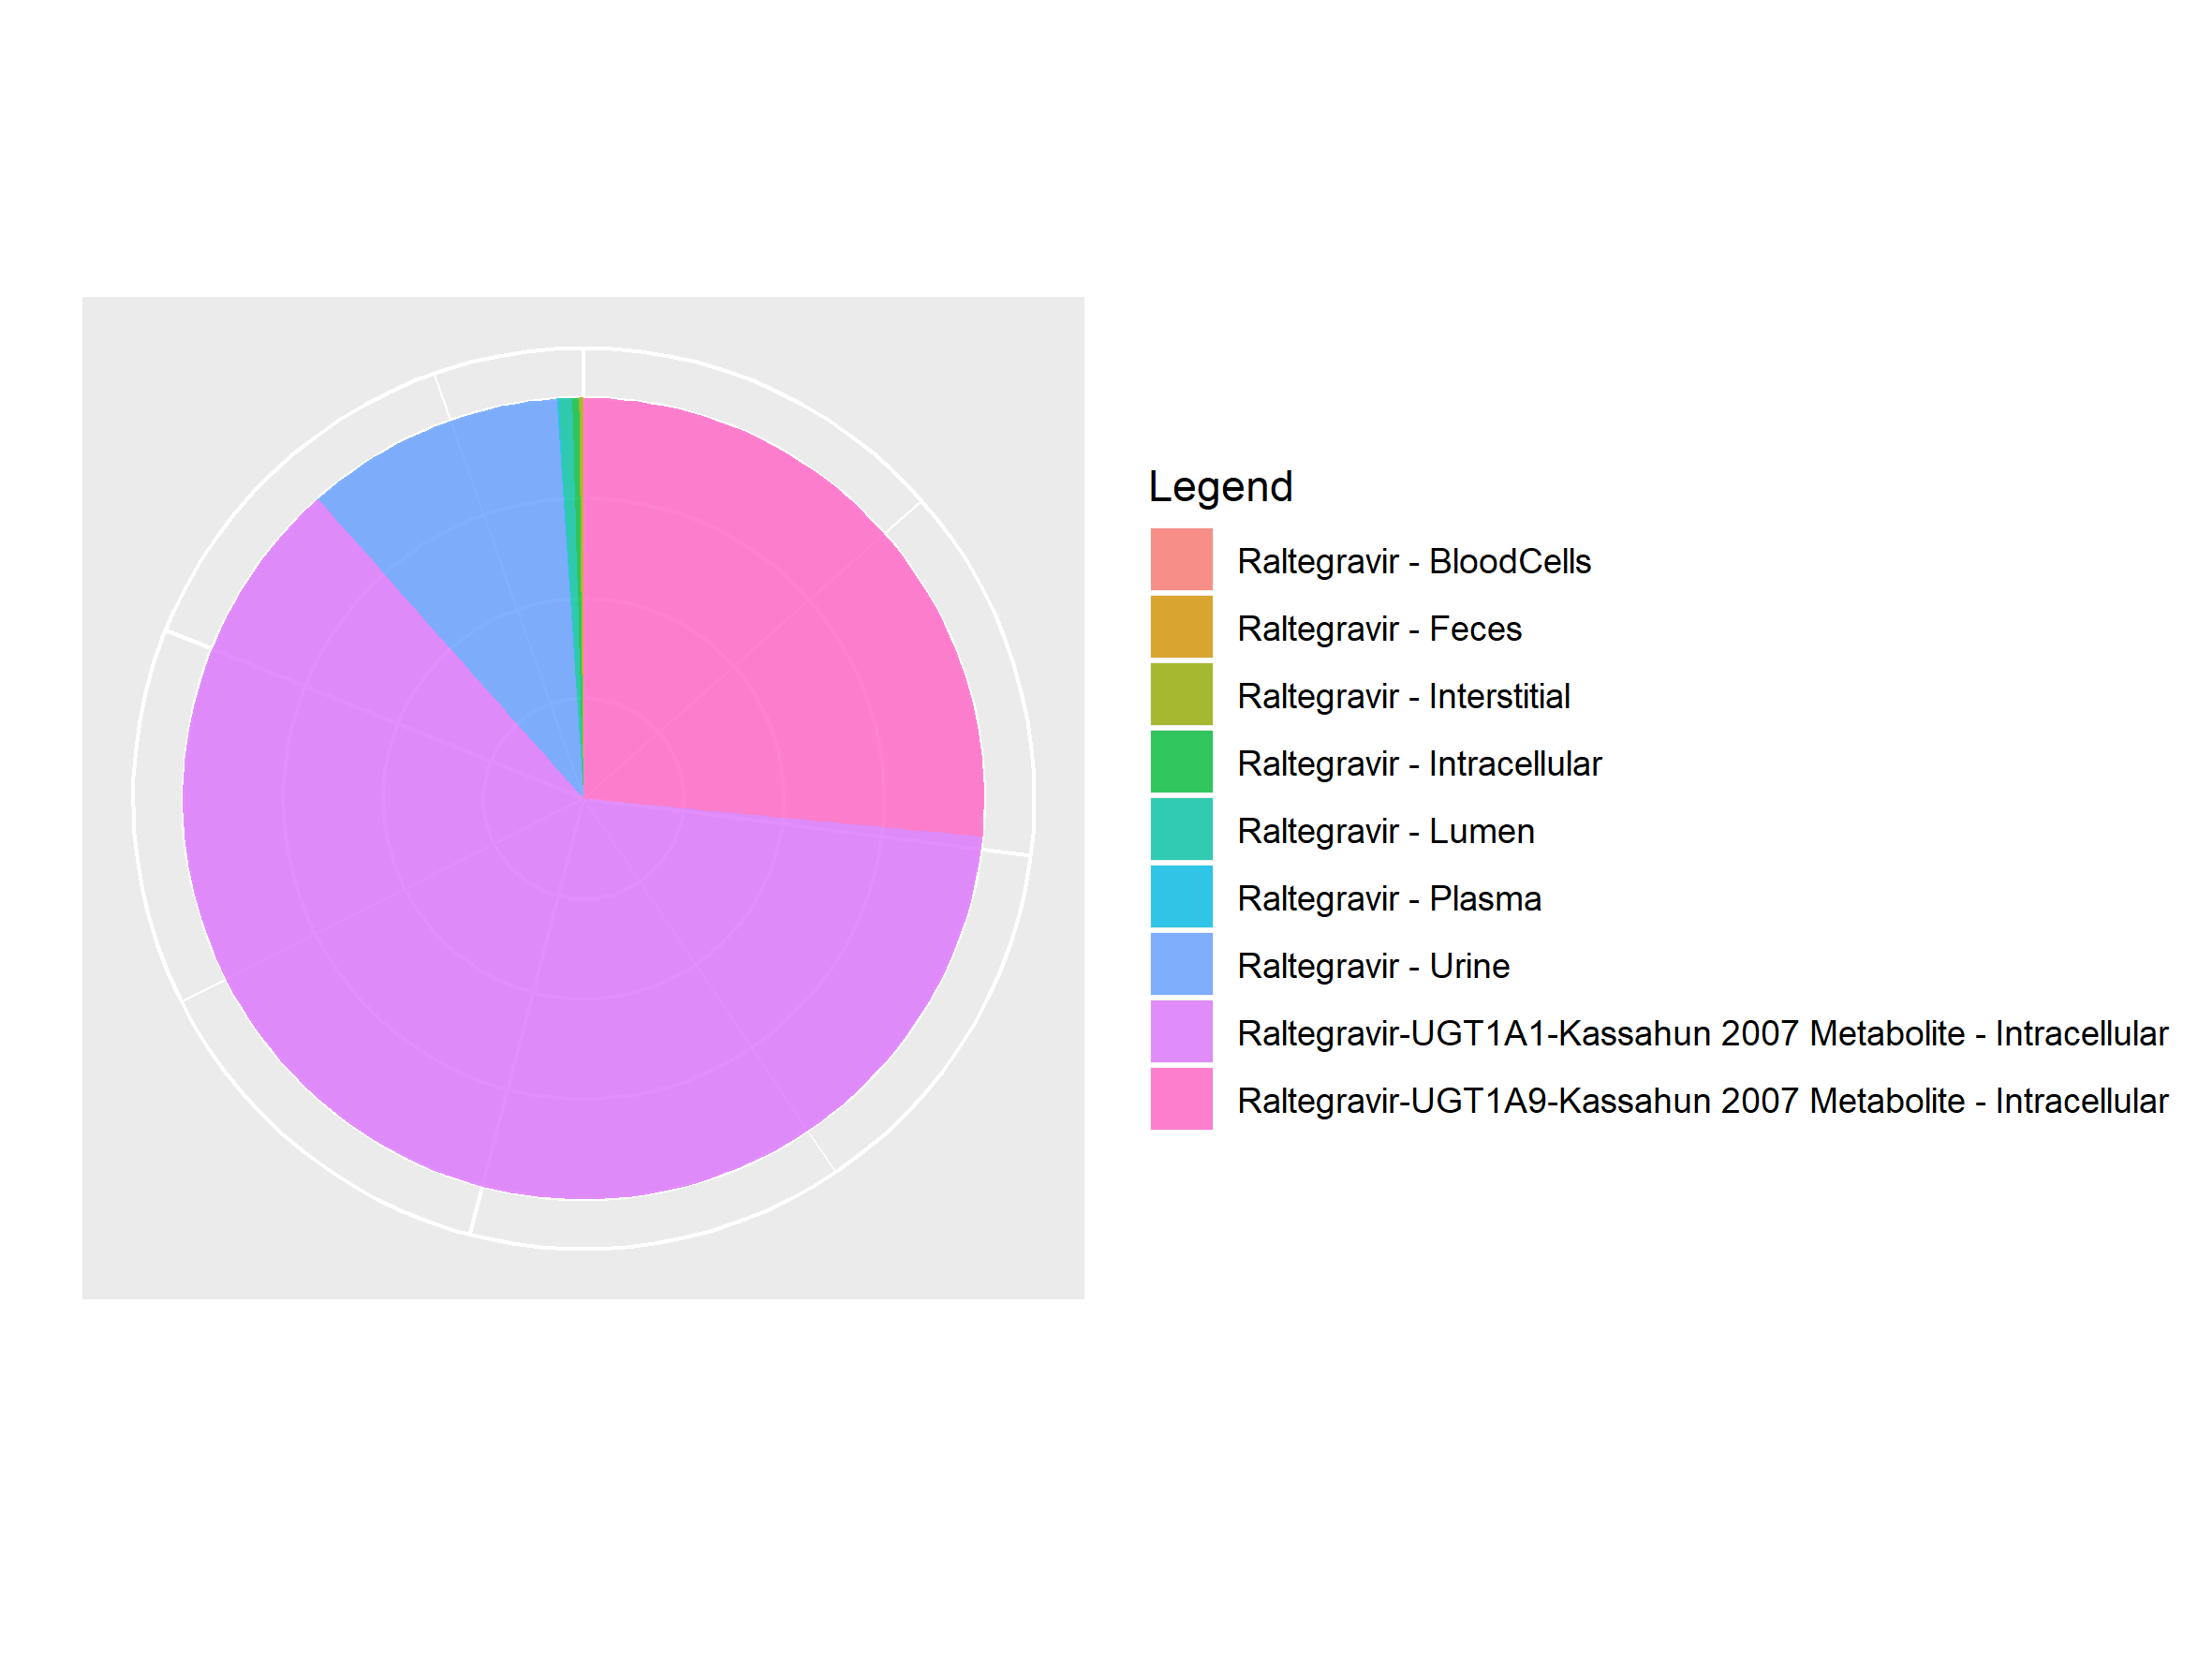 Legend
Raltegravir - BloodCells
Raltegravir - Feces
Raltegravir - Interstitial
Raltegravir - Intracellular
Raltegravir - Lumen
Raltegravir - Plasma
Raltegravir - Urine
Raltegravir-UGT1A1-Kassahun 2007 Metabolite - Intracellular
Raltegravir-UGT1A9-Kassahun 2007 Metabolite - Intracellular